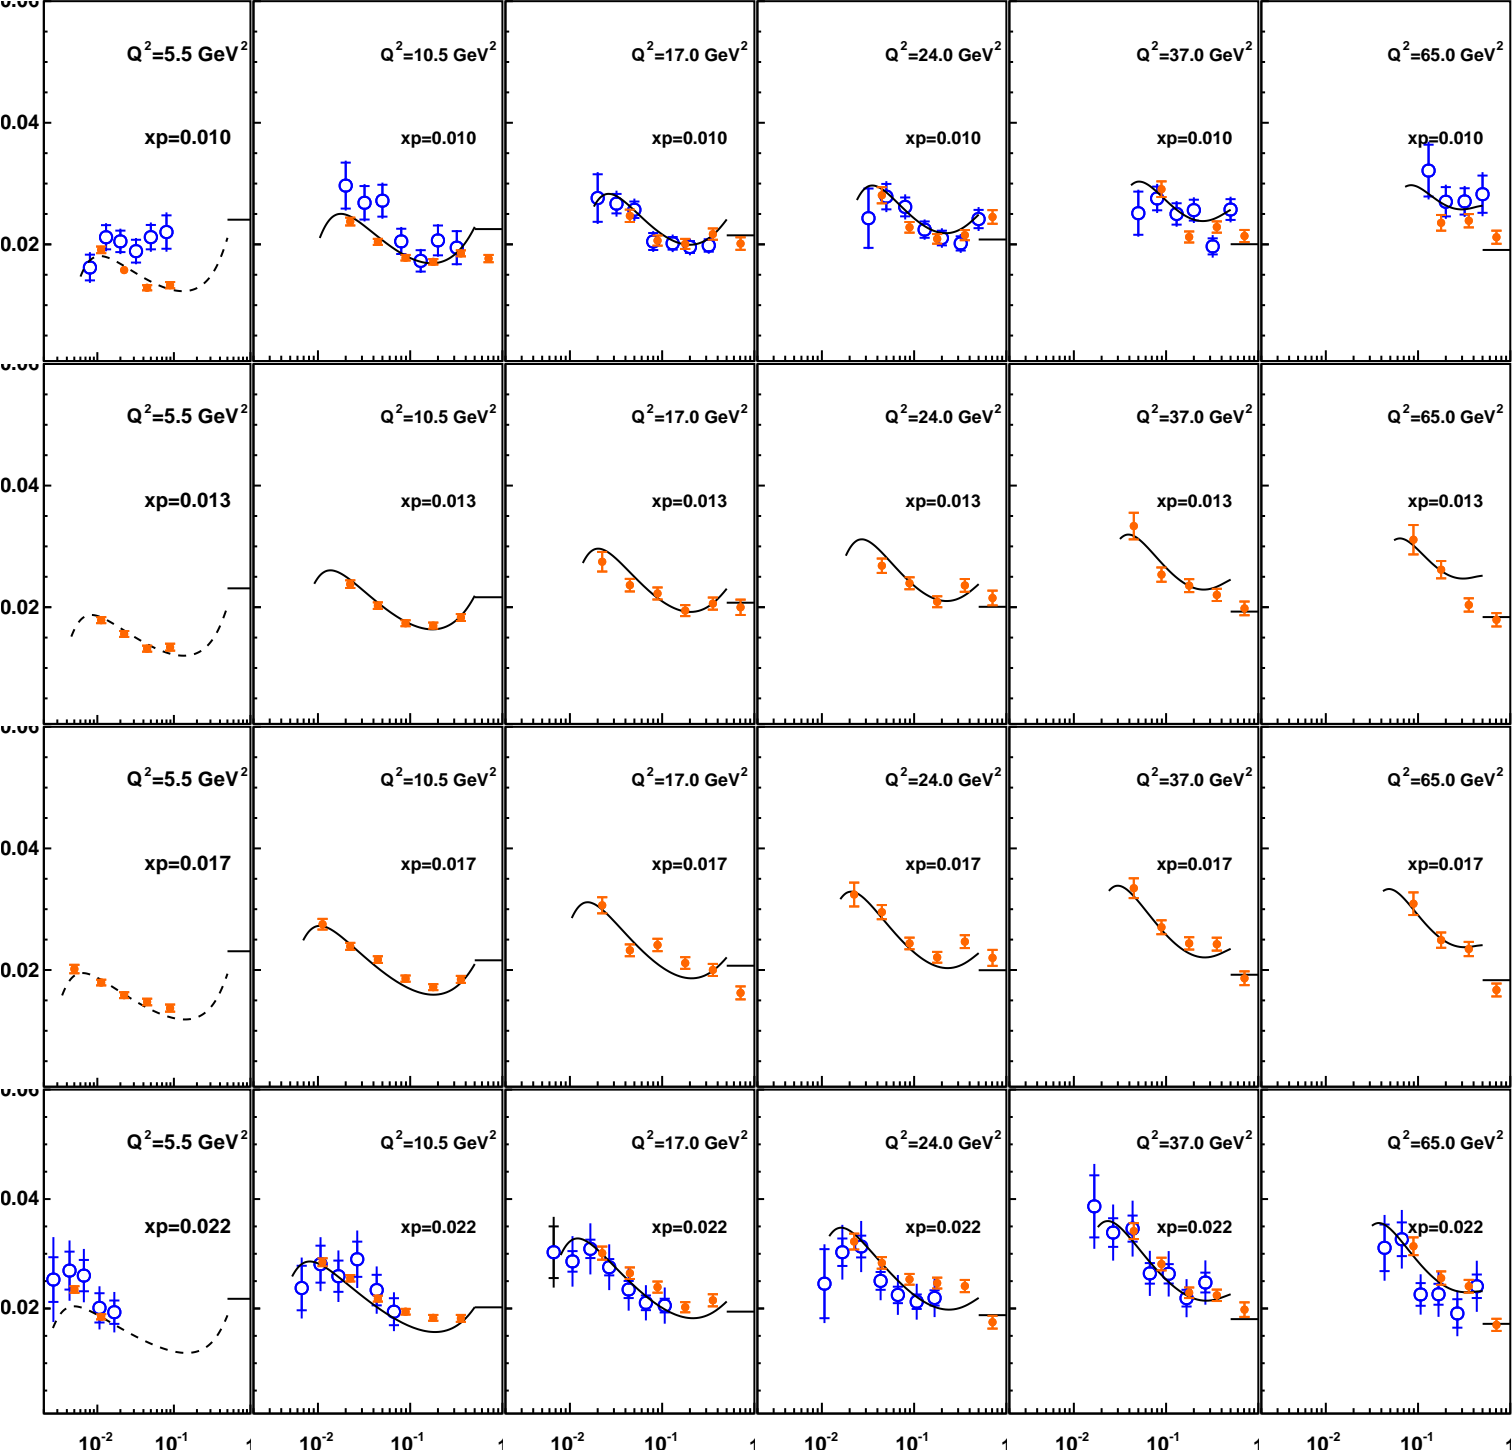 0.06
Q²=5.5 GeV² Q²=10.5 GeV² Q²=17.0 GeV² Q²=24.0 GeV² Q²=37.0 GeV² Q²=65.0 GeV²
0.04
xp=0.010 xp=0.010 xp=0.010 xp=0.010 xp=0.010 xp=0.010
0.02
0.06
Q²=5.5 GeV² Q²=10.5 GeV² Q²=17.0 GeV² Q²=24.0 GeV² Q²=37.0 GeV² Q²=65.0 GeV²
0.04
xp=0.013 xp=0.013 xp=0.013 xp=0.013 xp=0.013 xp=0.013
0.02
0.06
Q²=5.5 GeV² Q²=10.5 GeV² Q²=17.0 GeV² Q²=24.0 GeV² Q²=37.0 GeV² Q²=65.0 GeV²
0.04
xp=0.017 xp=0.017 xp=0.017 xp=0.017 xp=0.017 xp=0.017
0.02
0.06
Q²=5.5 GeV² Q²=10.5 GeV² Q²=17.0 GeV² Q²=24.0 GeV² Q²=37.0 GeV² Q²=65.0 GeV²
0.04
xp=0.022 xp=0.022 xp=0.022 xp=0.022 xp=0.022 xp=0.022
0.02
10⁻² 10⁻¹ 1 10⁻² 10⁻¹ 1 10⁻² 10⁻¹ 1 10⁻² 10⁻¹ 1 10⁻² 10⁻¹ 1 10⁻² 10⁻¹ 1